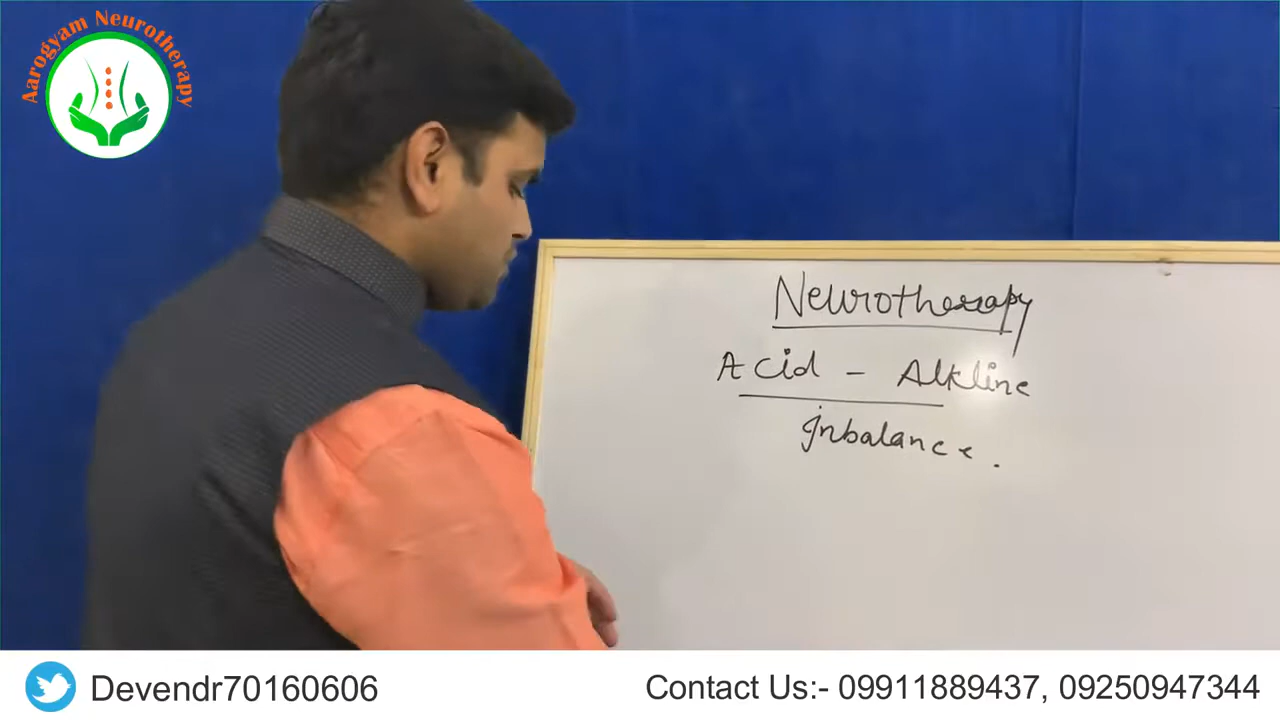 Aarogyam Neurotherapy
Neurotherapy
Acid - Alkline
Inbalance.
Devendr70160606
Contact Us:- 09911889437, 09250947344